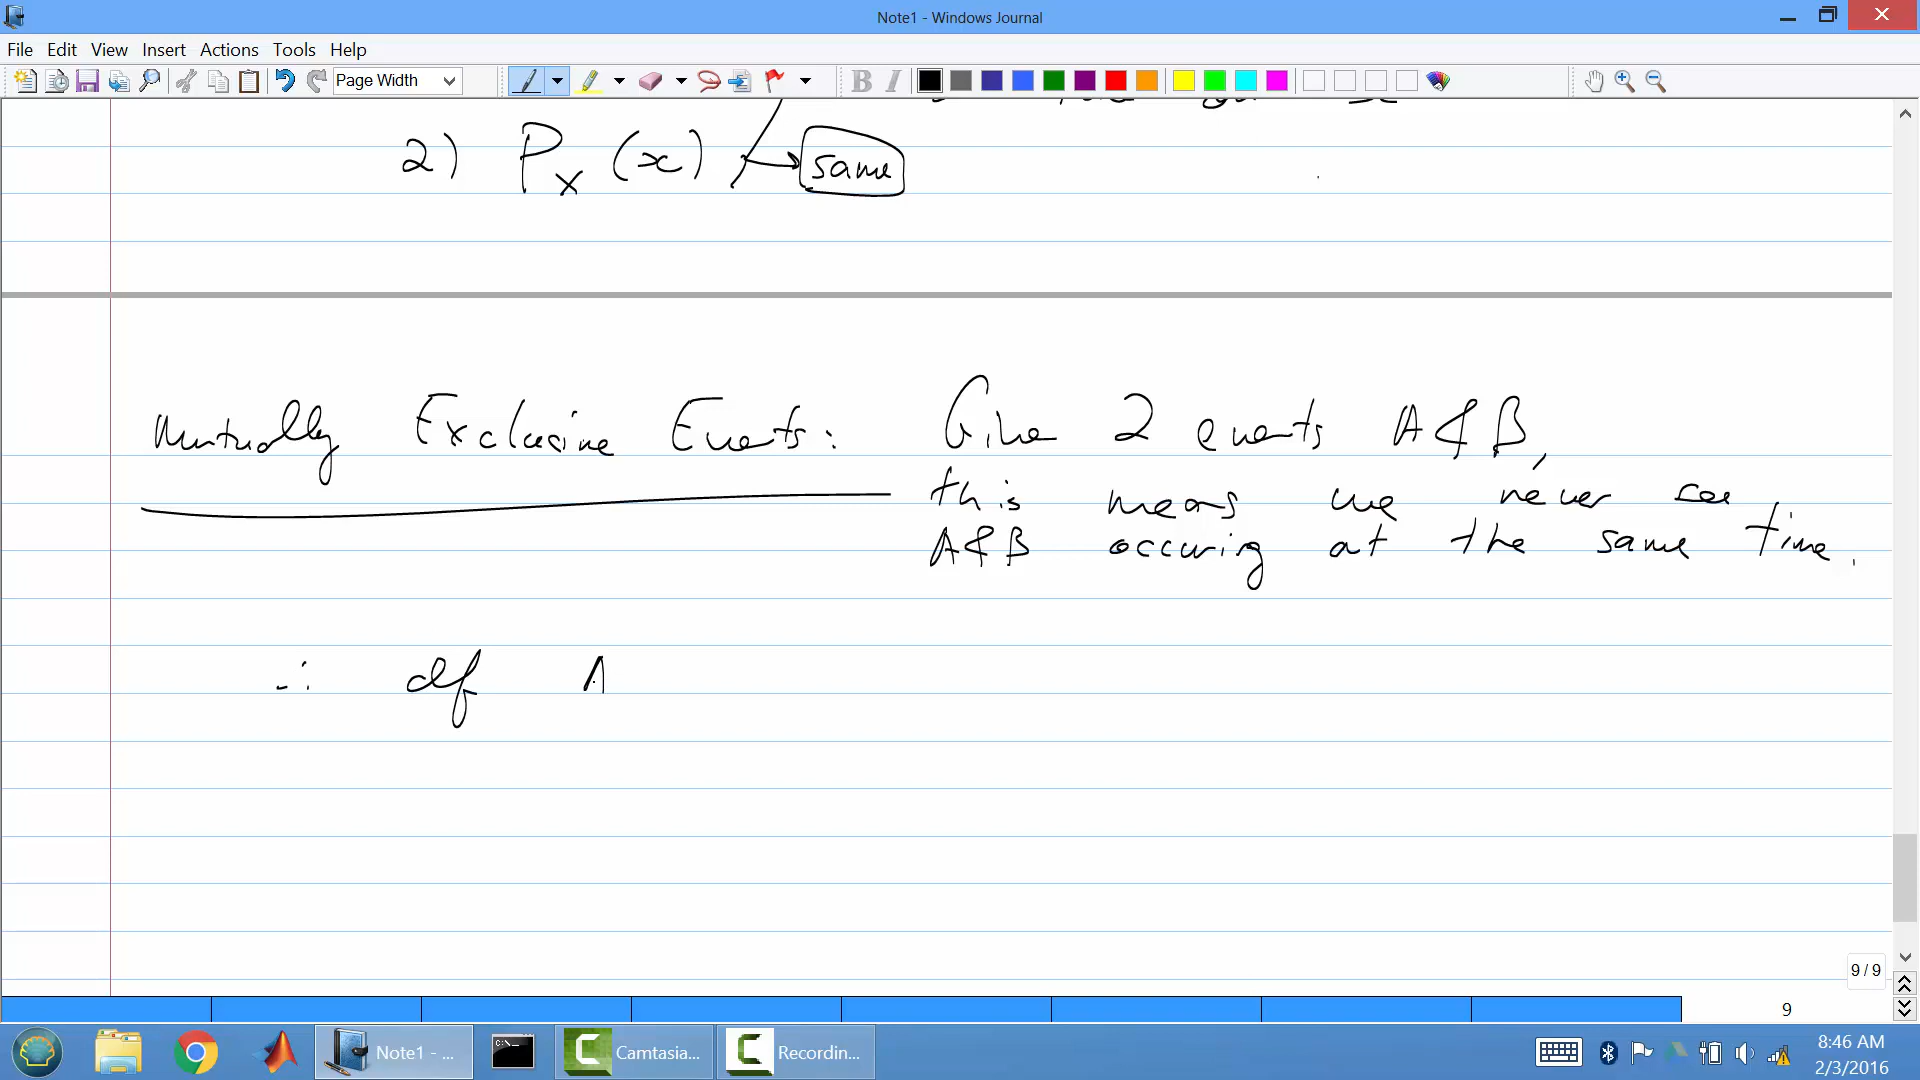 Note1 - Windows Journal
File Edit View Insert Actions Tools Help
Page Width
2) Px (x) same
Mutually Exclusive Events: Given 2 events A & B,
this means we never see
A & B occuring at the same time.
∴ If A
9 / 9
9
Note1 - ...
Camtasia...
Recordin...
8:46 AM
2/3/2016